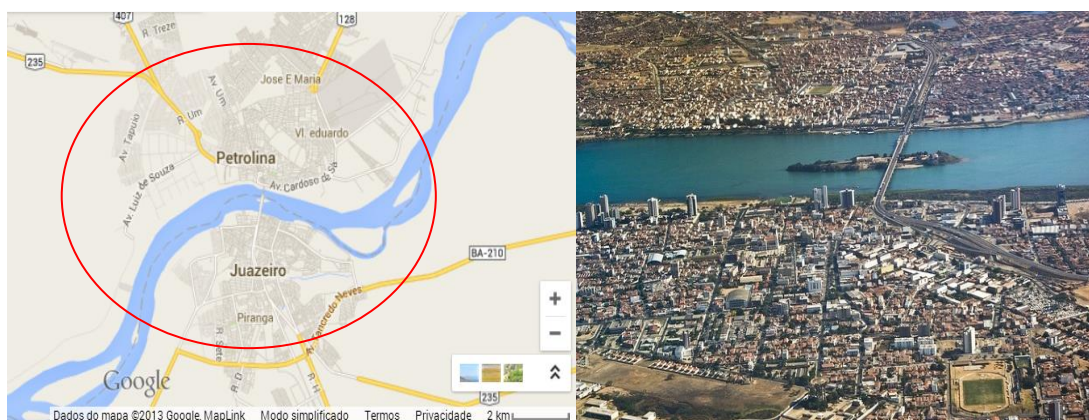 407
128
R. Treze
235
Jose E Maria
Av. Um
R. Um
Av. Tapuio
Vl. eduardo
Petrolina
Av. Cardoso de Sá
Av. Luiz de Souza
Juazeiro
BA-210
Piranga
Av. Tancredo Neves
R. Sete
R. D
R. H
+
−
Google
235
Dados do mapa ©2013 Google, MapLink Modo simplificado Termos Privacidade 2 km